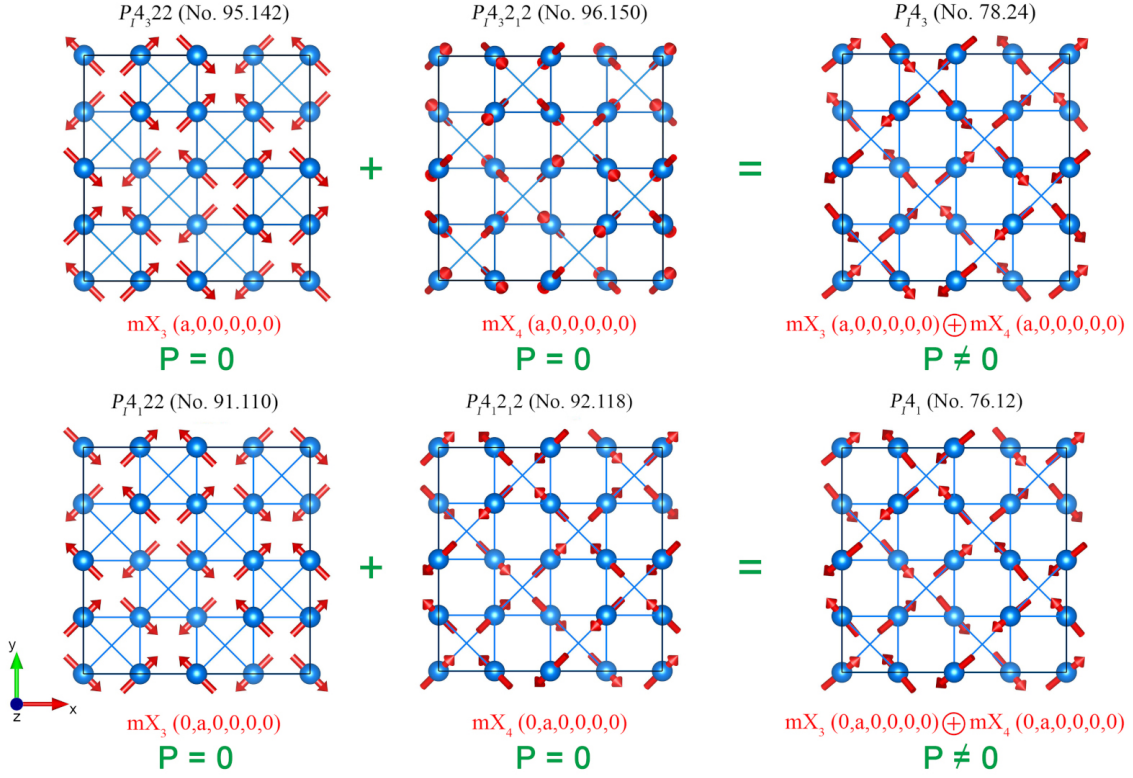 P_I4_322 (No. 95.142)
P_I4_32_12 (No. 96.150)
P_I4_3 (No. 78.24)
+
=
mX_3 (a,0,0,0,0,0)
mX_4 (a,0,0,0,0,0)
mX_3 (a,0,0,0,0,0)⊕mX_4 (a,0,0,0,0,0)
P = 0
P = 0
P ≠ 0
P_I4_122 (No. 91.110)
P_I4_12_12 (No. 92.118)
P_I4_1 (No. 76.12)
+
=
y
z
x
mX_3 (0,a,0,0,0,0)
mX_4 (0,a,0,0,0,0)
mX_3 (0,a,0,0,0,0)⊕mX_4 (0,a,0,0,0,0)
P = 0
P = 0
P ≠ 0